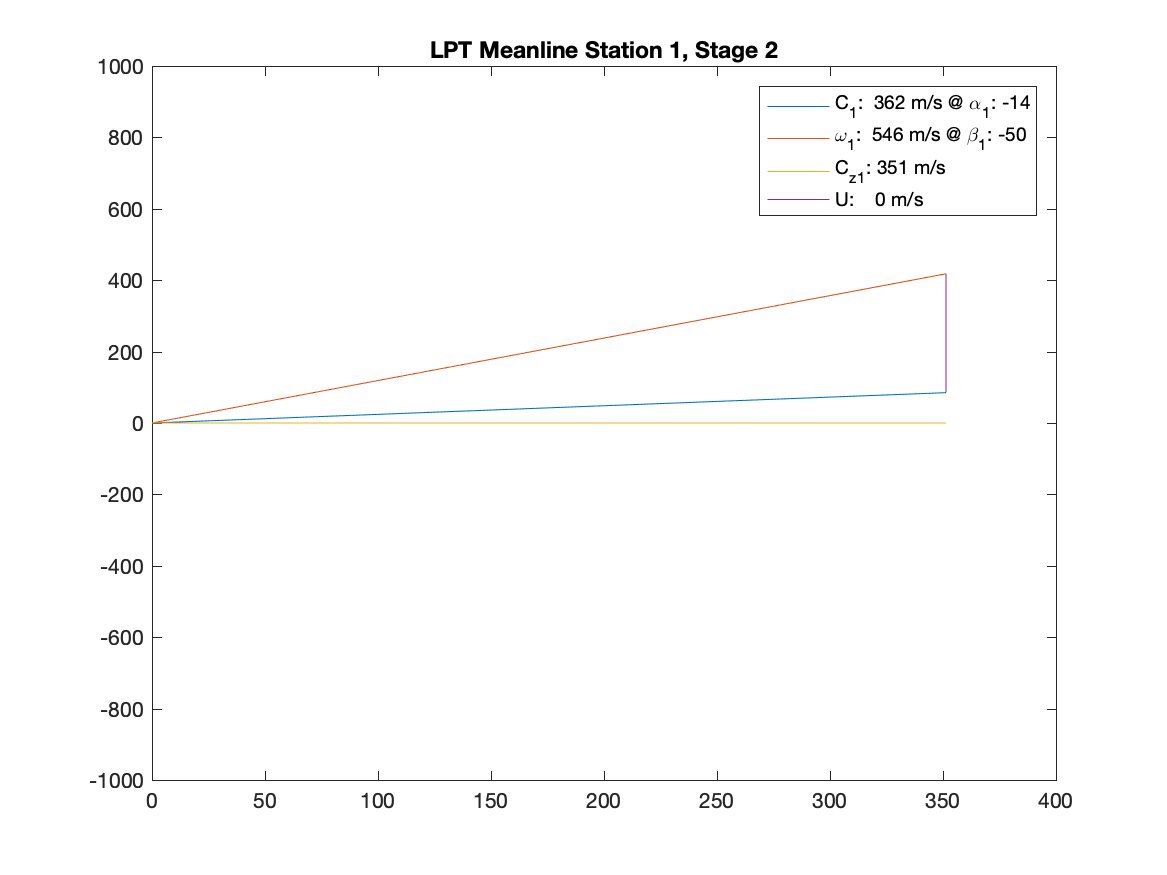 LPT Meanline Station 1, Stage 2
1000
800
600
400
200
0
-200
-400
-600
-800
-1000
C1: 362 m/s @ α1: -14
ω1: 546 m/s @ β1: -50
Cz1: 351 m/s
U: 0 m/s
0 50 100 150 200 250 300 350 400